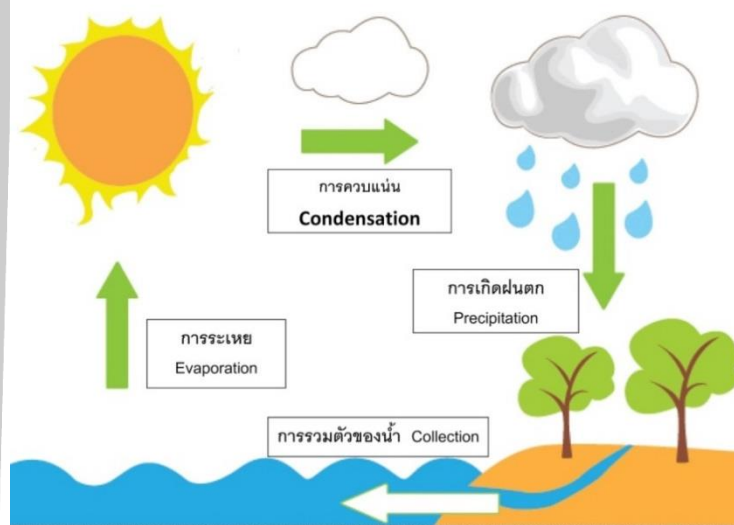 การควบแน่น
Condensation
การเกิดฝนตก
Precipitation
การระเหย
Evaporation
การรวมตัวของน้ำ Collection